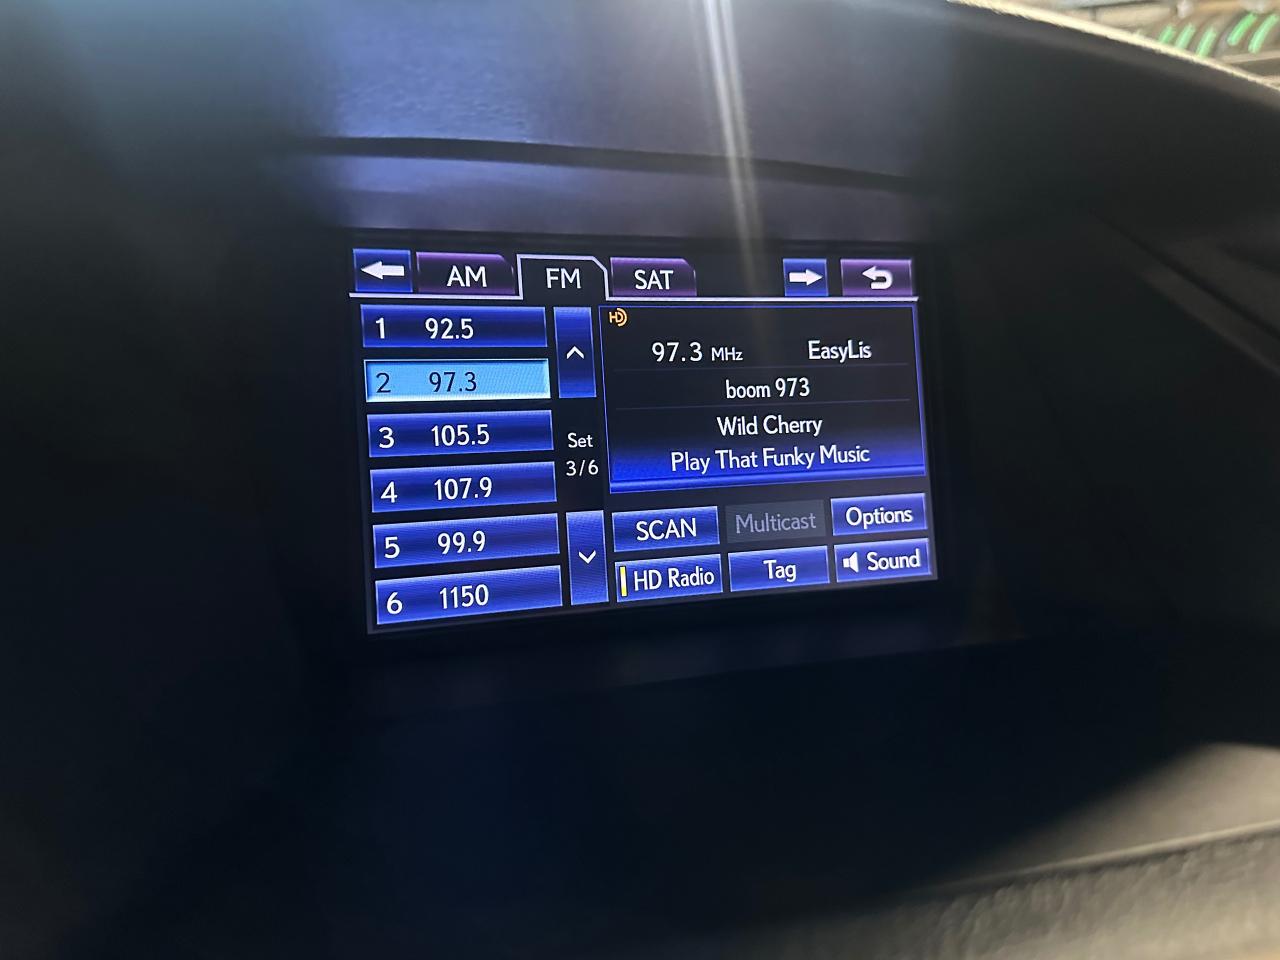 AM FM SAT
1 92.5
2 97.3
3 105.5
4 107.9
5 99.9
6 1150
Set
3/6
HD
97.3 MHz EasyLis
boom 973
Wild Cherry
Play That Funky Music
SCAN Multicast Options
HD Radio Tag Sound